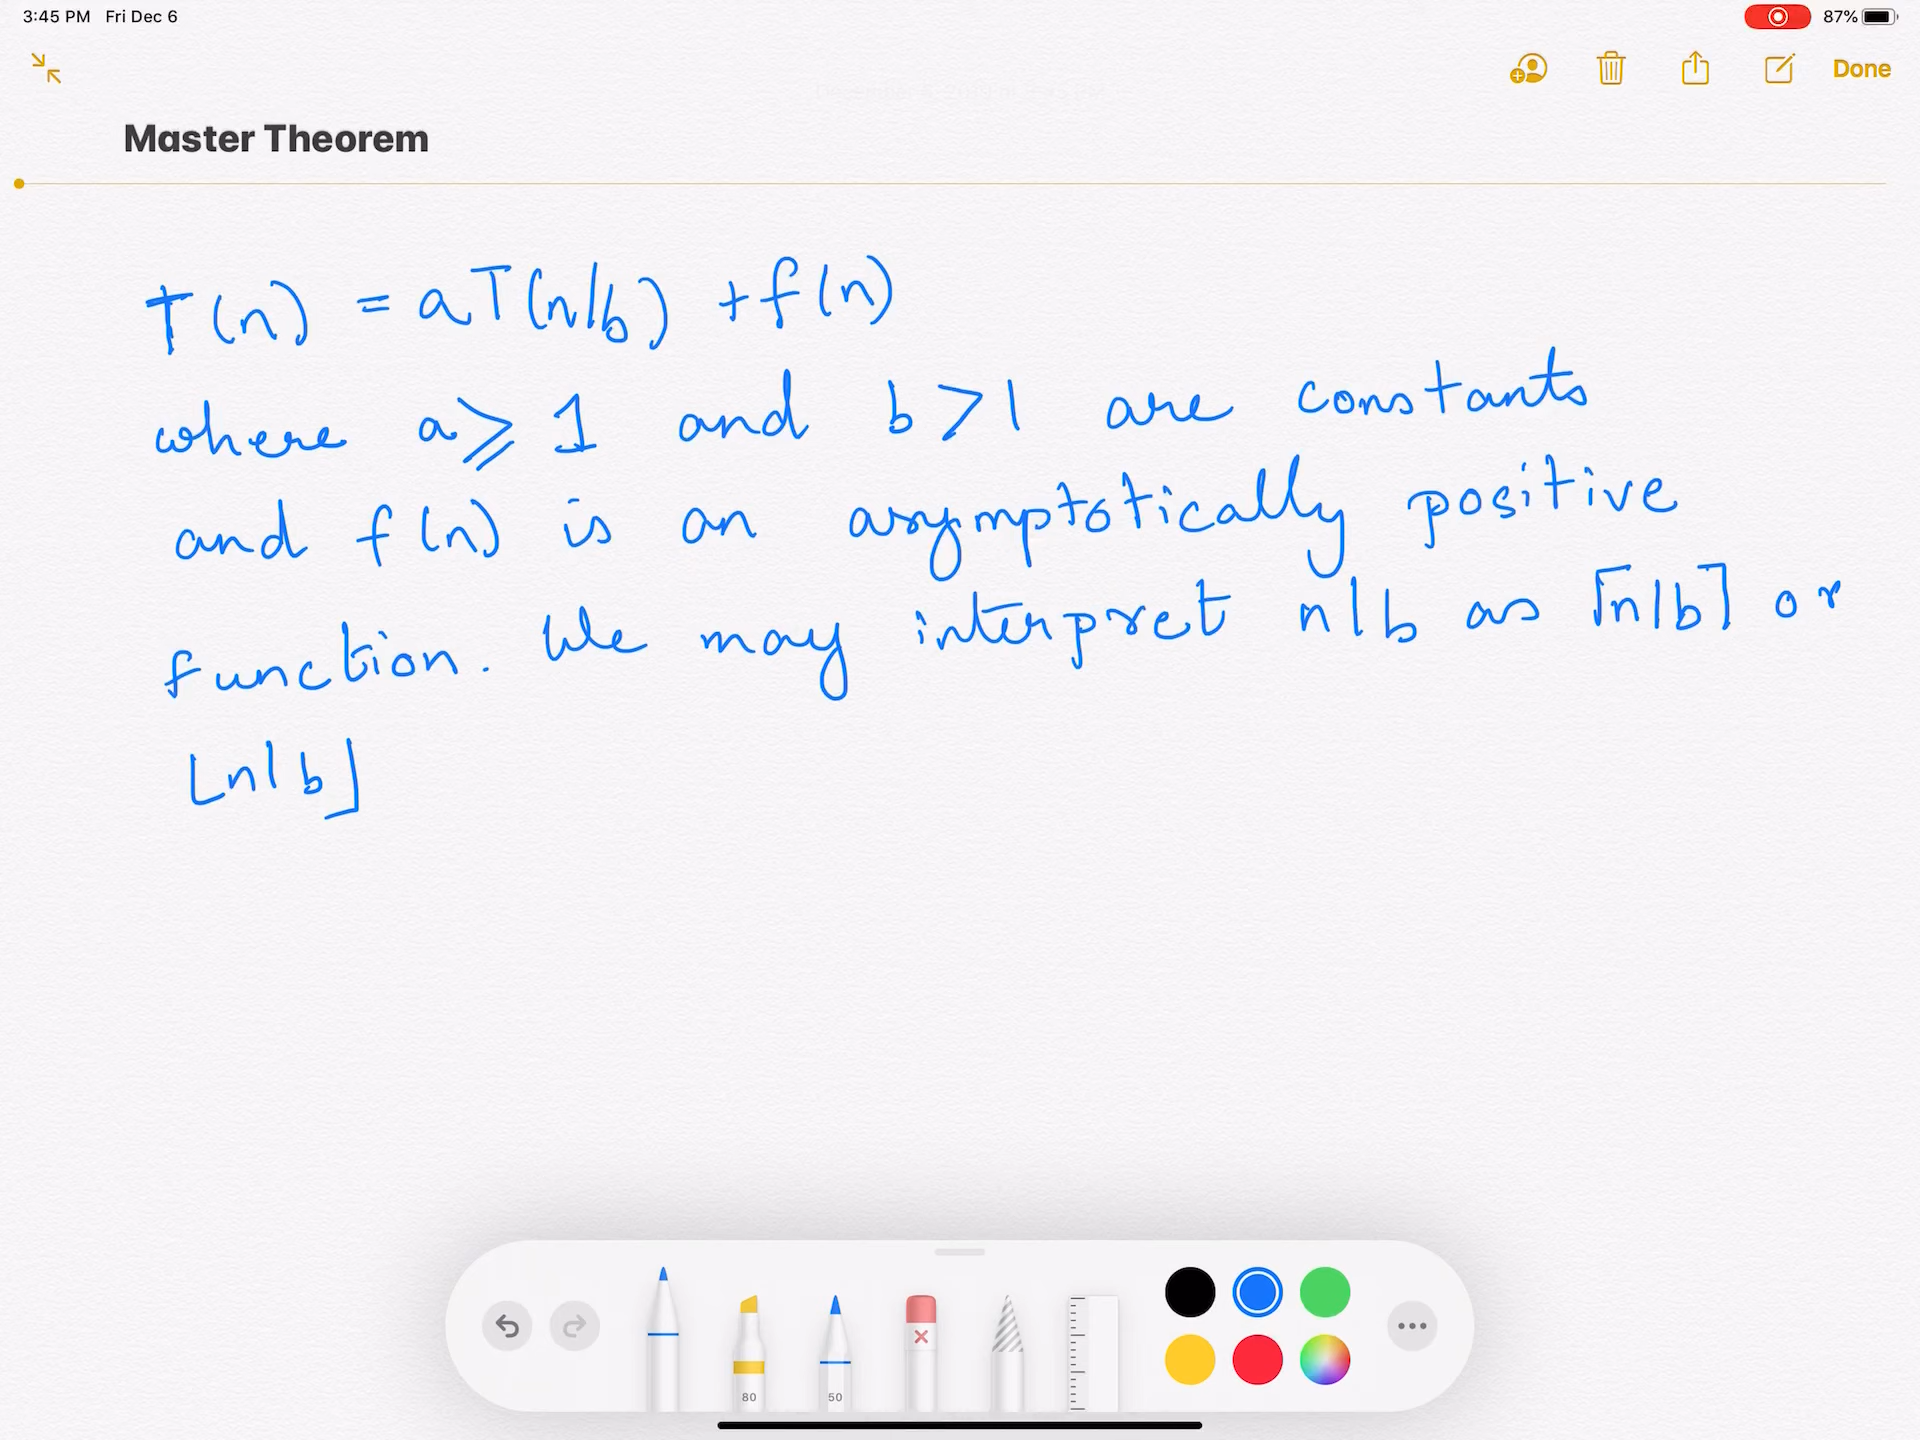 3:45 PM Fri Dec 6
87%
Done
Master Theorem
T(n) = aT(n/b) + f(n)
where a ⩾ 1 and b > 1 are constants
and f(n) is an asymptotically positive
function. We may interpret n/b as ⌈n/b⌉ or
⌊n/b⌋
80
50